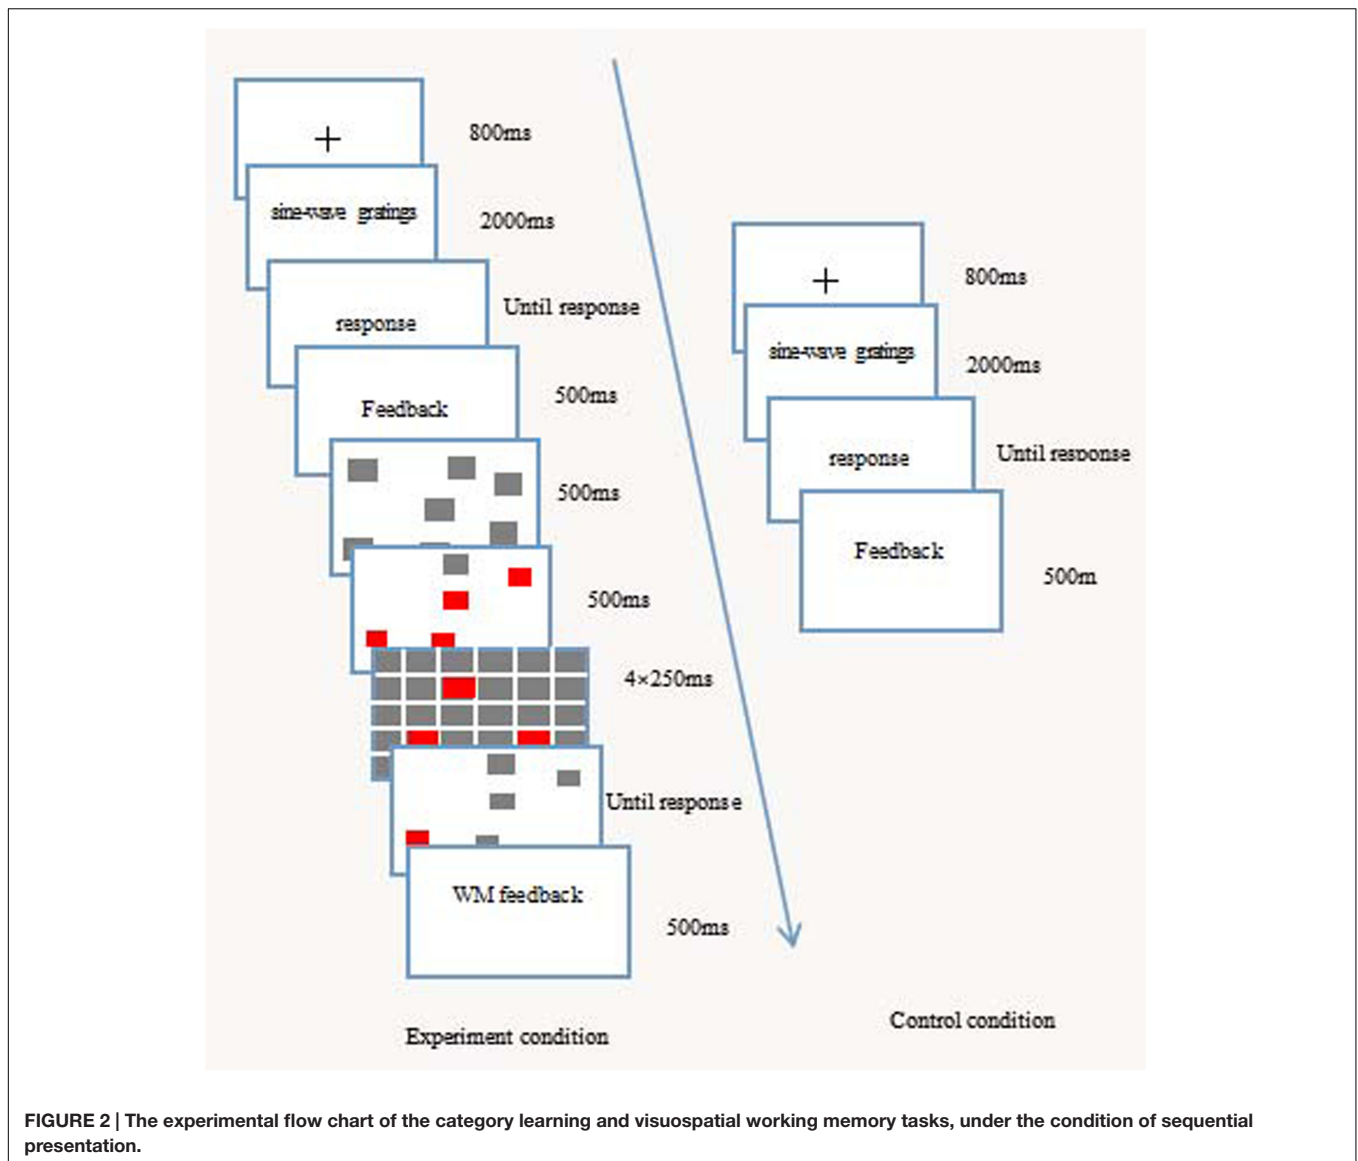 +
800ms
sine-wave gratings
2000ms
response
Until response
Feedback
500ms
500ms
500ms
4×250ms
Until response
WM feedback
500ms
Experiment condition
+
800ms
sine-wave gratings
2000ms
response
Until response
Feedback
500m
Control condition
FIGURE 2 | The experimental flow chart of the category learning and visuospatial working memory tasks, under the condition of sequential
presentation.